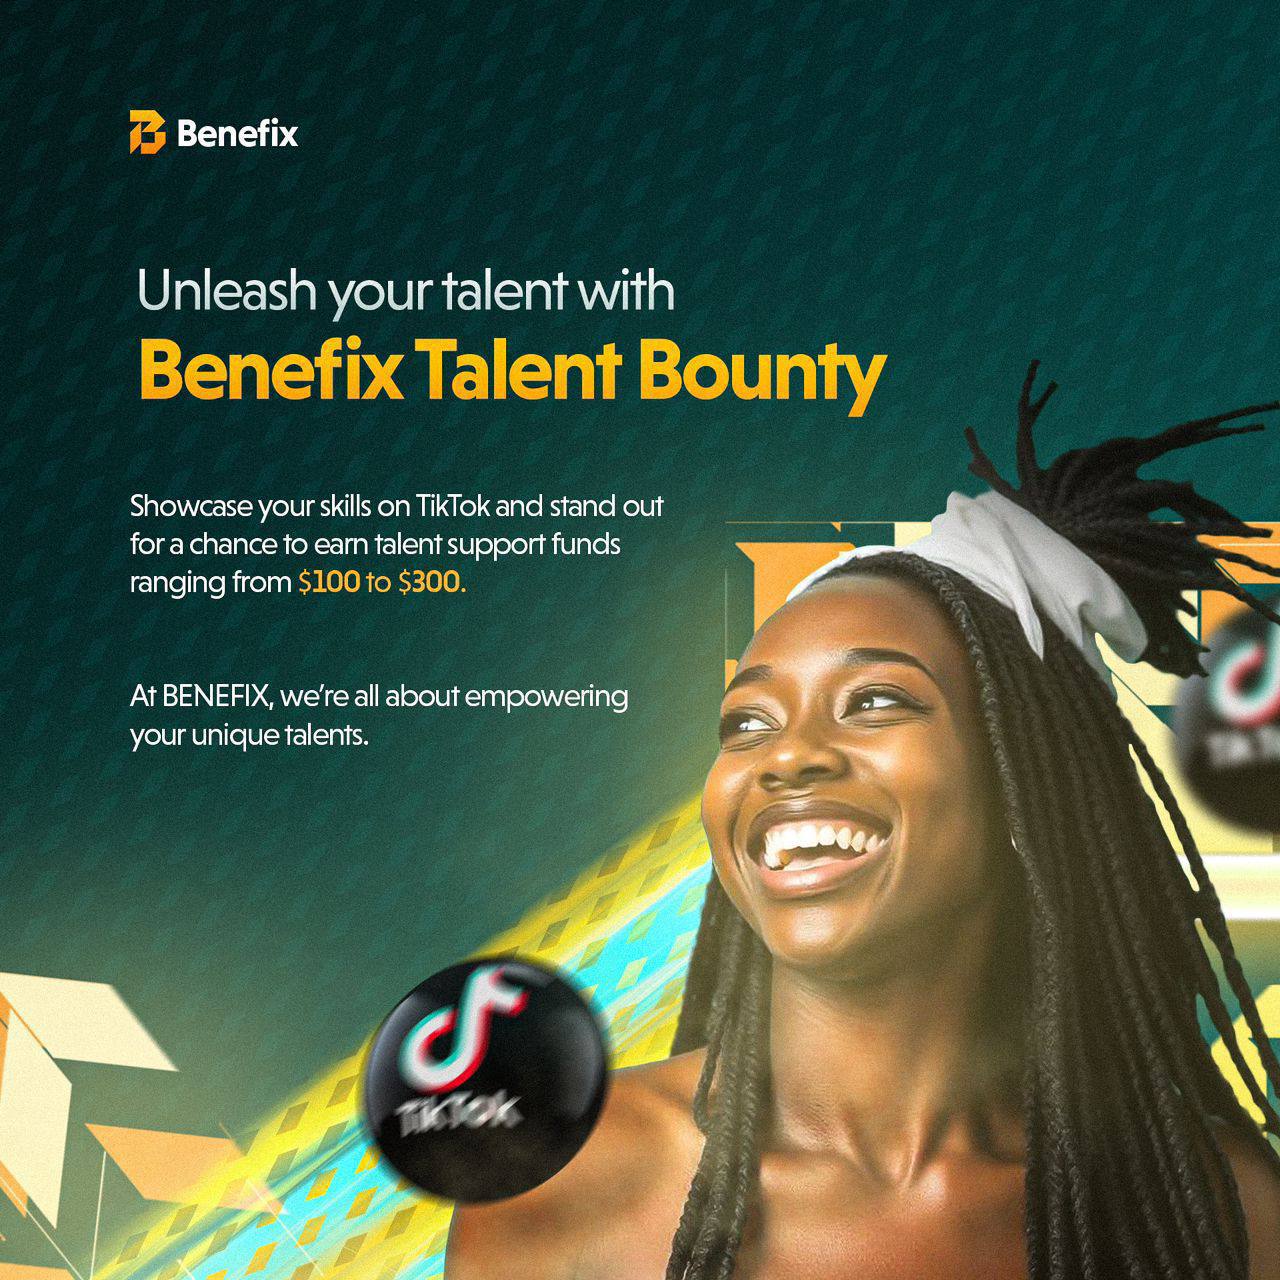 Benefix
Unleash your talent with
Benefix Talent Bounty
Showcase your skills on TikTok and stand out
for a chance to earn talent support funds
ranging from $100 to $300.
At BENEFIX, we're all about empowering
your unique talents.
TikTok